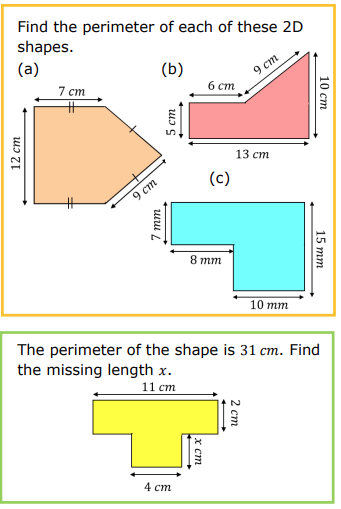 Find the perimeter of each of these 2D
shapes.
(a)
7 cm
12 cm
9 cm
(b)
6 cm
9 cm
5 cm
10 cm
13 cm
(c)
7 mm
8 mm
15 mm
10 mm
The perimeter of the shape is 31 cm. Find
the missing length x.
11 cm
2 cm
x cm
4 cm